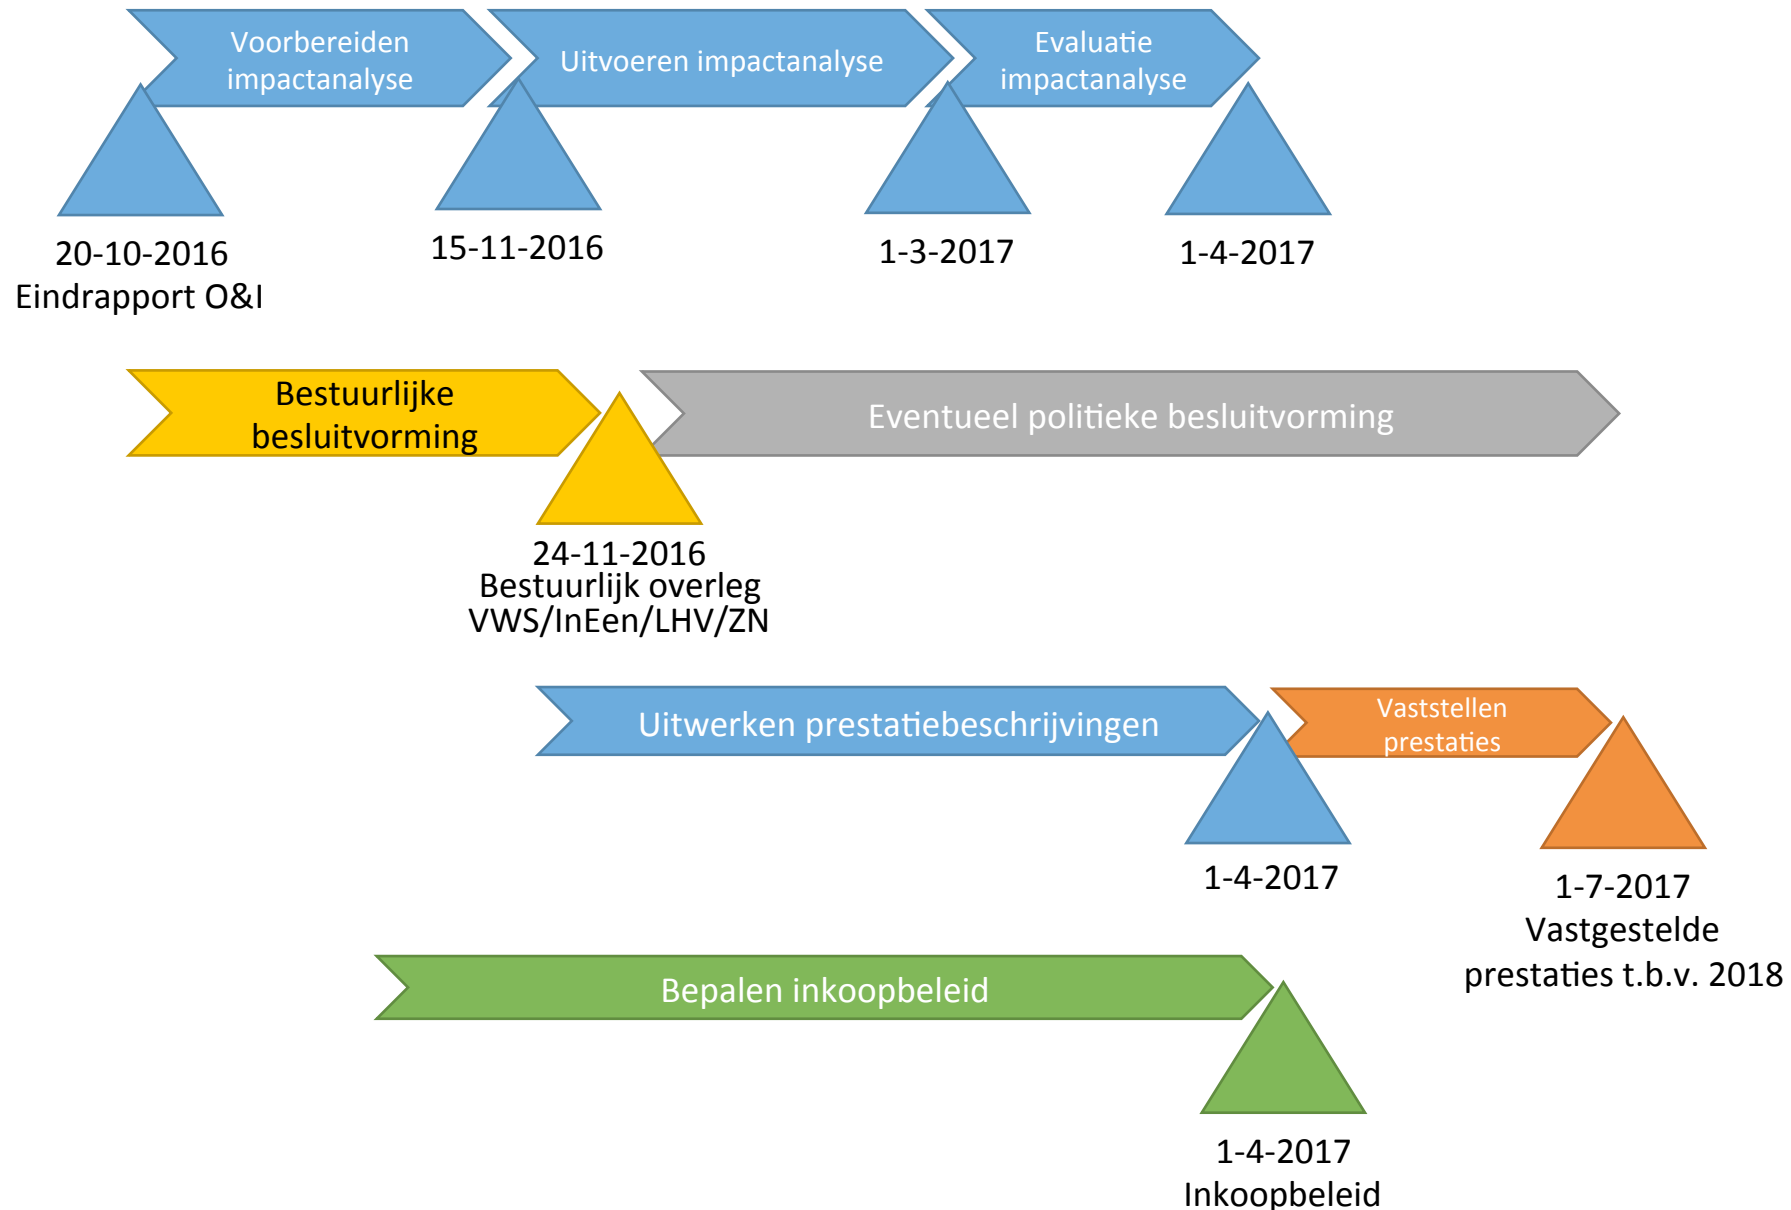 Voorbereiden
impactanalyse
Uitvoeren impactanalyse
Evaluatie
impactanalyse
20-10-2016
Eindrapport O&I
15-11-2016
1-3-2017
1-4-2017
Bestuurlijke
besluitvorming
Eventueel politieke besluitvorming
24-11-2016
Bestuurlijk overleg
VWS/InEen/LHV/ZN
Uitwerken prestatiebeschrijvingen
Vaststellen
prestaties
1-4-2017
1-7-2017
Vastgestelde
prestaties t.b.v. 2018
Bepalen inkoopbeleid
1-4-2017
Inkoopbeleid